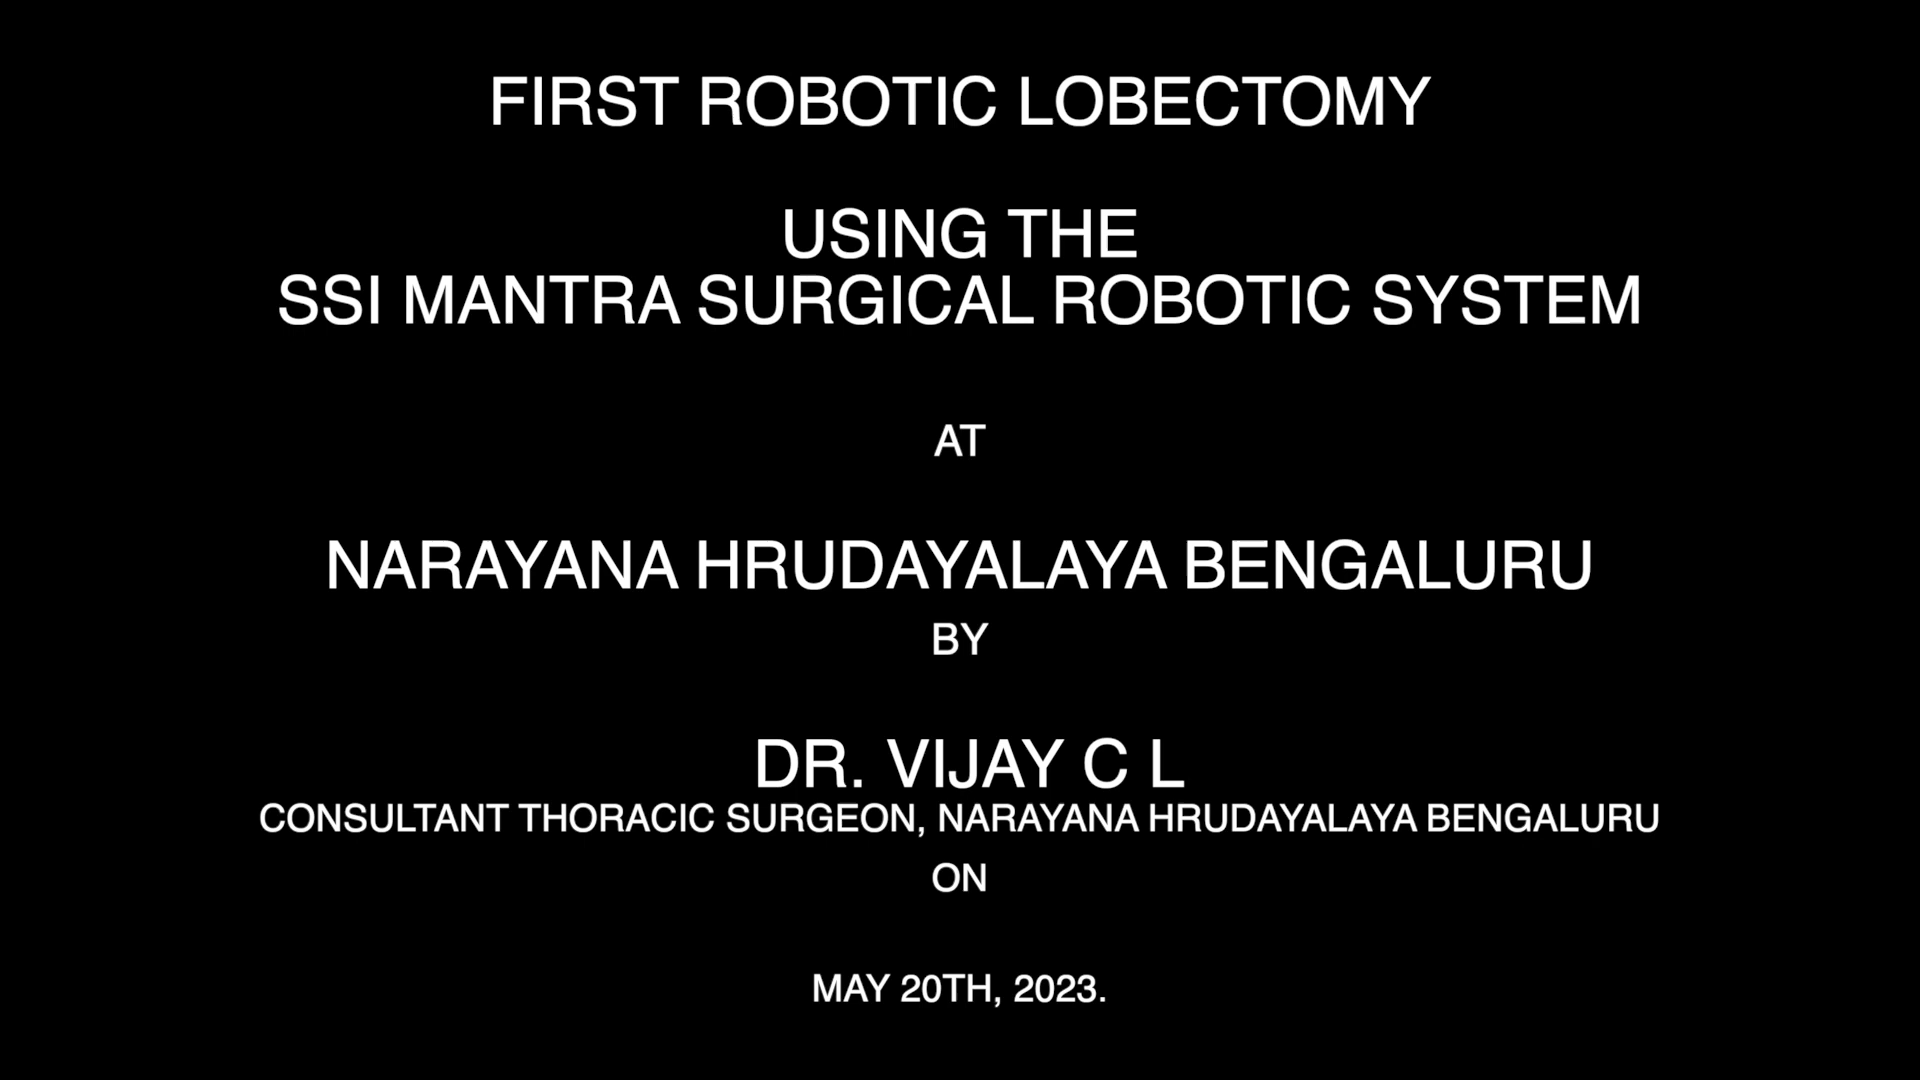 FIRST ROBOTIC LOBECTOMY
USING THE
SSI MANTRA SURGICAL ROBOTIC SYSTEM
AT
NARAYANA HRUDAYALAYA BENGALURU
BY
DR. VIJAY C L
CONSULTANT THORACIC SURGEON, NARAYANA HRUDAYALAYA BENGALURU
ON
MAY 20TH, 2023.